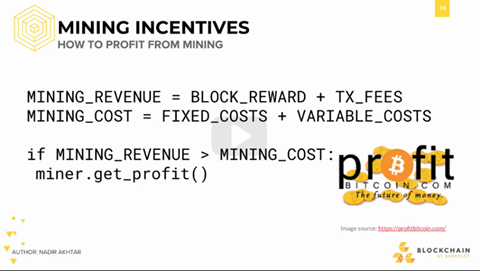 MINING INCENTIVES
HOW TO PROFIT FROM MINING
MINING_REVENUE = BLOCK_REWARD + TX_FEES
MINING_COST = FIXED_COSTS + VARIABLE_COSTS
if MINING_REVENUE > MINING_COST:
miner.get_profit()
profit
BITCOIN.COM
The future of money.
Image source: https://profitbitcoin.com/
AUTHOR: NADIR AKHTAR
BLOCKCHAIN
AT BERKELEY